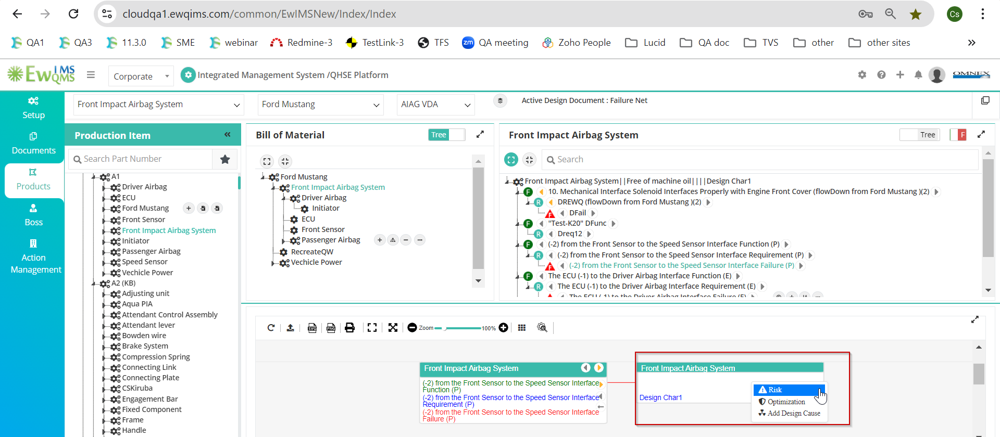 cloudqa1.ewqims.com/common/EwIMSNew/Index/Index
Cs
QA1 QA3 11.3.0 SME webinar Redmine-3 TestLink-3 TFS zm QA meeting Zoho People Lucid QA doc TVS other other sites
EwIMS QMS Corporate Integrated Management System /QHSE Platform OMNEX
Setup
Documents
Products
Boss
Action
Management
Front Impact Airbag System Ford Mustang AIAG VDA Active Design Document : Failure Net
Production Item
Search Part Number
A1
Driver Airbag
ECU
Ford Mustang
Front Sensor
Front Impact Airbag System
Initiator
Passenger Airbag
Speed Sensor
Vechicle Power
A2 (KB)
Adjusting unit
Aqua PIA
Attendant Control Assembly
Attendant lever
Bowden wire
Brake System
Compression Spring
Connecting Link
Connecting Plate
CSKiruba
Engagement Bar
Fixed Component
Frame
Handle
Bill of Material Tree
Ford Mustang
Front Impact Airbag System
Driver Airbag
Initiator
ECU
Front Sensor
Passenger Airbag
RecreateQW
Vechicle Power
Front Impact Airbag System Tree F
Search
Front Impact Airbag System||Free of machine oil||||Design Char1
F 10. Mechanical Interface Solenoid Interfaces Properly with Engine Front Cover (flowDown from Ford Mustang )(2)
R DREWQ (flowDown from Ford Mustang )(2)
F DFail
F "Test-K20" DFunc
R Dreq12
F (-2) from the Front Sensor to the Speed Sensor Interface Function (P)
R (-2) from the Front Sensor to the Speed Sensor Interface Requirement (P)
F (-2) from the Front Sensor to the Speed Sensor Interface Failure (P)
F The ECU (-1) to the Driver Airbag Interface Function (E)
R The ECU (-1) to the Driver Airbag Interface Requirement (E)
The ECU (-1) to the Driver Airbag Interface Failure (E)
SVG PNG Zoom 100%
Front Impact Airbag System
(-2) from the Front Sensor to the Speed Sensor Interface
Function (P)
(-2) from the Front Sensor to the Speed Sensor Interface
Requirement (P)
(-2) from the Front Sensor to the Speed Sensor Interface
Failure (P)
Front Impact Airbag System
Design Char1
Risk
Optimization
Add Design Cause